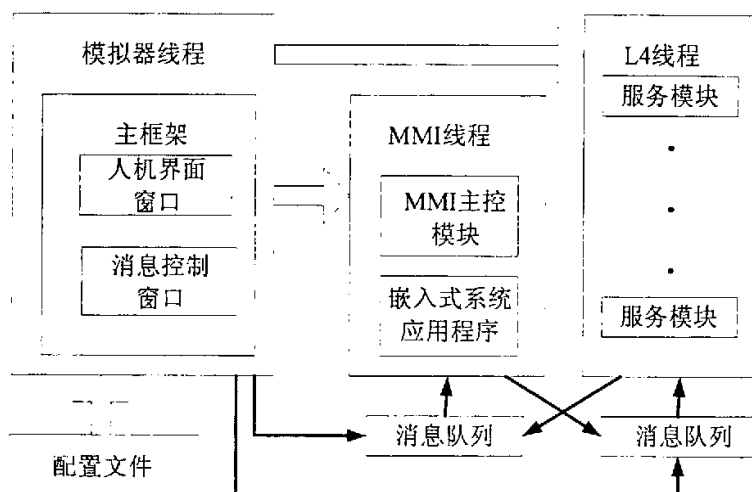 模拟器线程
主框架
人机界面
窗口
消息控制
窗口
配置文件
MMI线程
MMI主控
模块
嵌入式系统
应用程序
消息队列
L4线程
服务模块
服务模块
消息队列